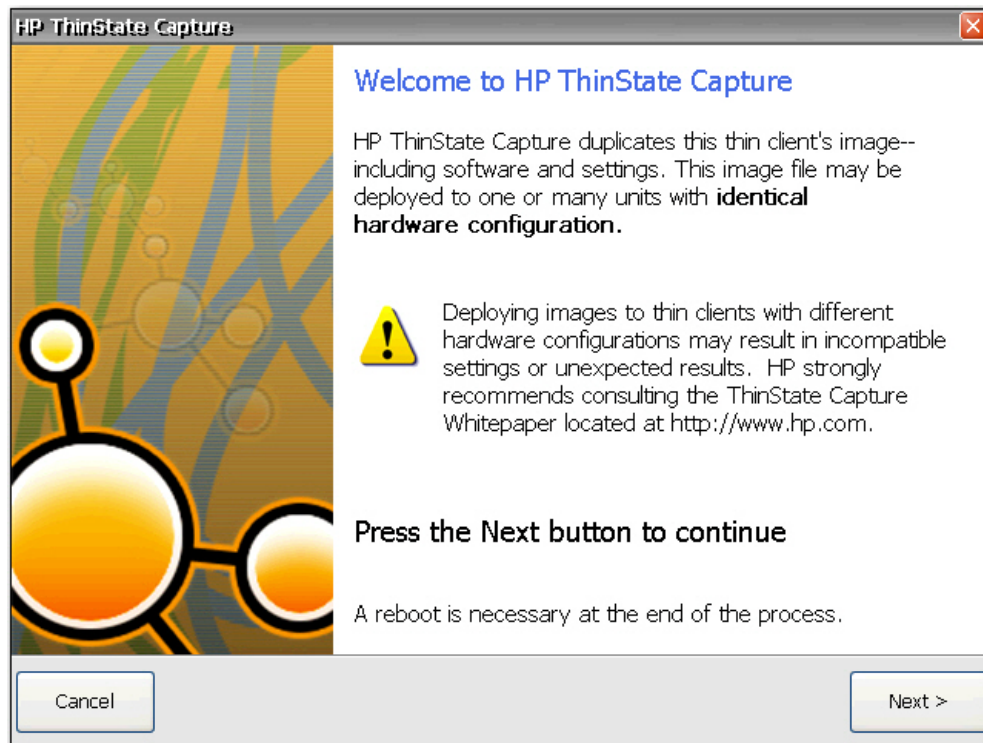 HP ThinState Capture
Welcome to HP ThinState Capture
HP ThinState Capture duplicates this thin client's image--
including software and settings. This image file may be
deployed to one or many units with identical
hardware configuration.
Deploying images to thin clients with different
hardware configurations may result in incompatible
settings or unexpected results. HP strongly
recommends consulting the ThinState Capture
Whitepaper located at http://www.hp.com.
Press the Next button to continue
A reboot is necessary at the end of the process.
Cancel
Next >